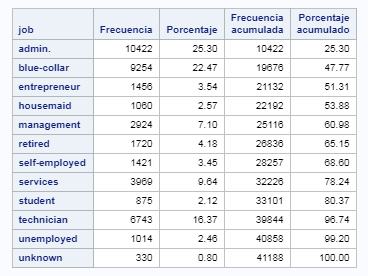 job Frecuencia Porcentaje Frecuencia acumulada Porcentaje acumulado
admin. 10422 25.30 10422 25.30
blue-collar 9254 22.47 19676 47.77
entrepreneur 1456 3.54 21132 51.31
housemaid 1060 2.57 22192 53.88
management 2924 7.10 25116 60.98
retired 1720 4.18 26836 65.15
self-employed 1421 3.45 28257 68.60
services 3969 9.64 32226 78.24
student 875 2.12 33101 80.37
technician 6743 16.37 39844 96.74
unemployed 1014 2.46 40858 99.20
unknown 330 0.80 41188 100.00